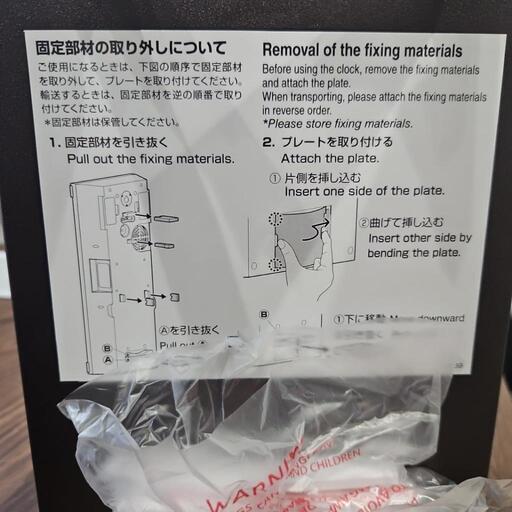 固定部材の取り外しについて
ご使用になるときは、下図の順序で固定部材
を取り外して、プレートを取り付けてください。
輸送するときは、固定部材を逆の順番で取り
付けてください。
*固定部材は保管してください。
Removal of the fixing materials
Before using the clock, remove the fixing materials
and attach the plate.
When transporting, please attach the fixing materials
in reverse order.
*Please store fixing materials.
1. 固定部材を引き抜く
Pull out the fixing materials.
2. プレートを取り付ける
Attach the plate.
① 片側を挿し込む
Insert one side of the plate.
②曲げて挿し込む
Insert other side by
bending the plate.
Ⓐを引き抜く
Pull out
B
A
B
①下に移動 Move downward
WARNING
AND CHILDREN